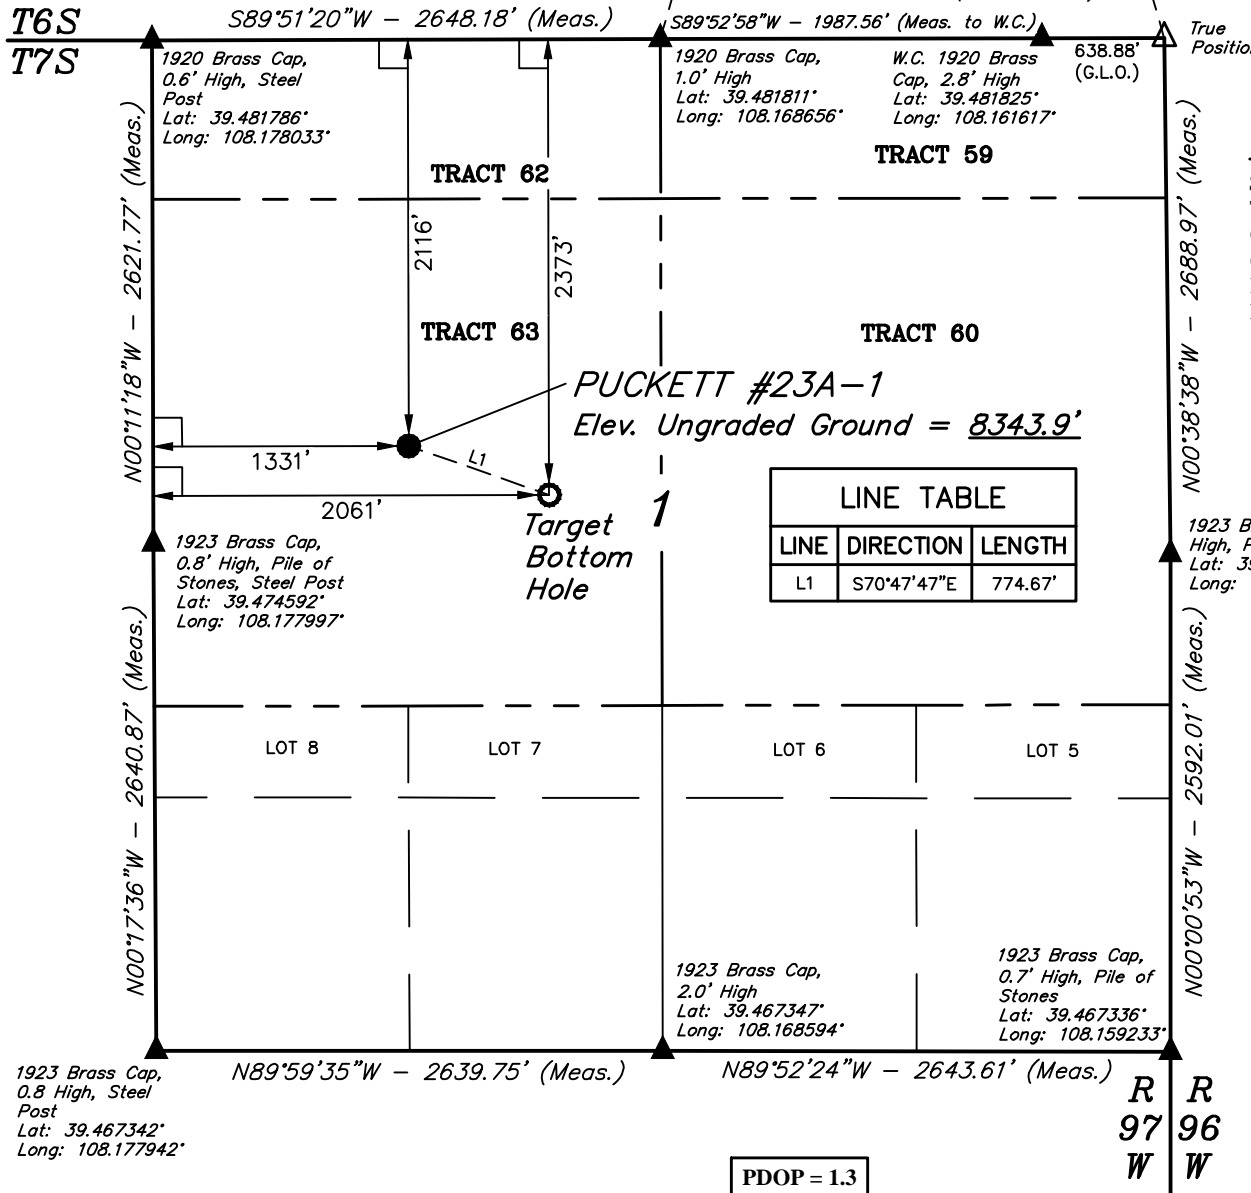 T6S
T7S
S89°51'20"W - 2648.18' (Meas.)
S89°52'58"W - 1987.56' (Meas. to W.C.)
True
Position
638.88'
(G.L.O.)
1920 Brass Cap,
0.6' High, Steel
Post
Lat: 39.481786°
Long: 108.178033°
1920 Brass Cap,
1.0' High
Lat: 39.481811°
Long: 108.168656°
W.C. 1920 Brass
Cap, 2.8' High
Lat: 39.481825°
Long: 108.161617°
TRACT 62
TRACT 59
N00°11'18"W - 2621.77' (Meas.)
2116'
2373'
N00°38'38"W - 2688.97' (Meas.)
TRACT 63
TRACT 60
PUCKETT #23A-1
Elev. Ungraded Ground = 8343.9'
1331'
L1
2061'
1
Target
Bottom
Hole
LINE TABLE
LINE DIRECTION LENGTH
L1 S70°47'47"E 774.67'
1923 Brass Cap,
0.8' High, Pile of
Stones, Steel Post
Lat: 39.474592°
Long: 108.177997°
1923 B
High, P
Lat: 39
Long:
N00°17'36"W - 2640.87' (Meas.)
N00°00'53"W - 2592.01' (Meas.)
LOT 8
LOT 7
LOT 6
LOT 5
1923 Brass Cap,
2.0' High
Lat: 39.467347°
Long: 108.168594°
1923 Brass Cap,
0.7' High, Pile of
Stones
Lat: 39.467336°
Long: 108.159233°
1923 Brass Cap,
0.8 High, Steel
Post
Lat: 39.467342°
Long: 108.177942°
N89°59'35"W - 2639.75' (Meas.)
N89°52'24"W - 2643.61' (Meas.)
R R
97 96
W W
PDOP = 1.3